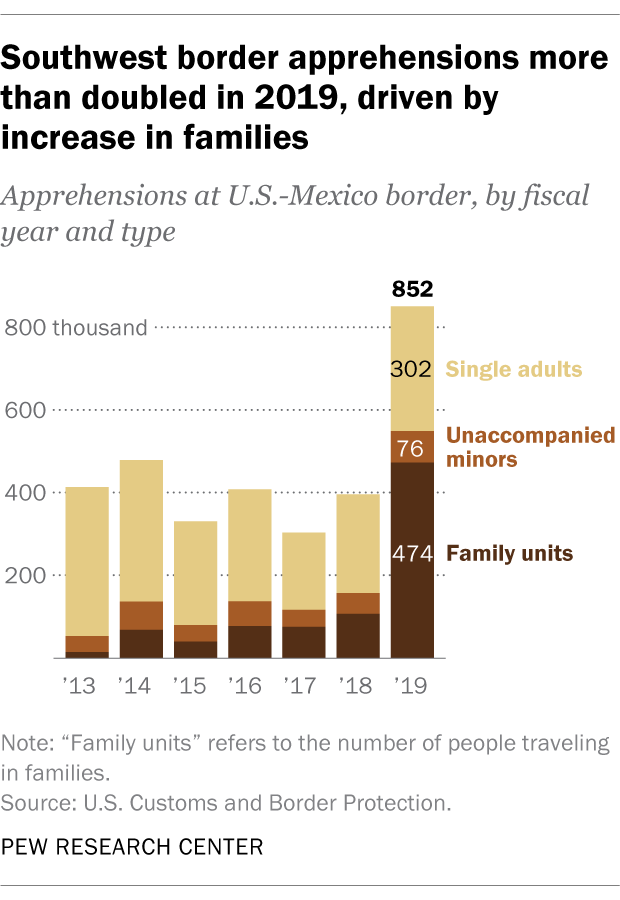 Southwest border apprehensions more
than doubled in 2019, driven by
increase in families
Apprehensions at U.S.-Mexico border, by fiscal
year and type
852
800 thousand
302 Single adults
600
Unaccompanied
76
minors
400
474 Family units
200
’13 ’14 ’15 ’16 ’17 ’18 ’19
Note: “Family units” refers to the number of people traveling
in families.
Source: U.S. Customs and Border Protection.
PEW RESEARCH CENTER